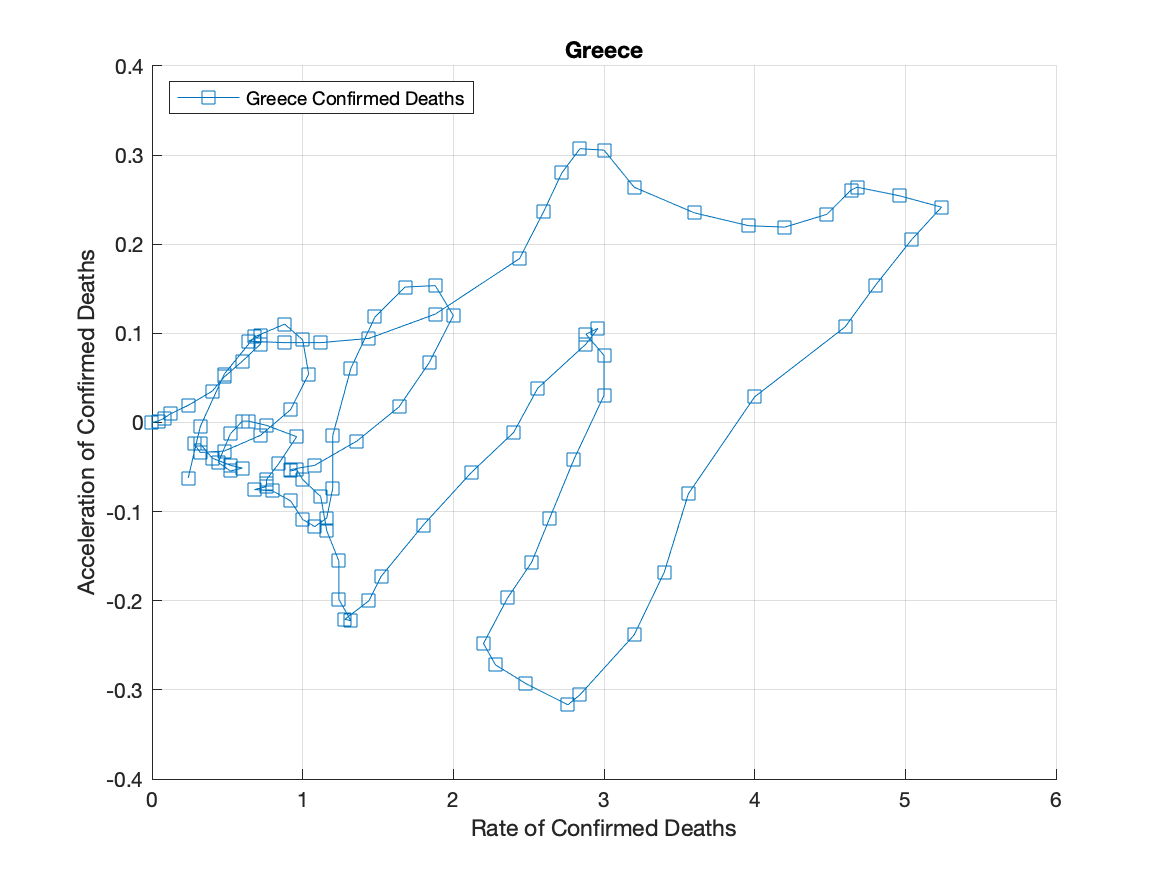 Greece
Greece Confirmed Deaths
0.4
0.3
0.2
0.1
0
-0.1
-0.2
-0.3
-0.4
Acceleration of Confirmed Deaths
0 1 2 3 4 5 6
Rate of Confirmed Deaths